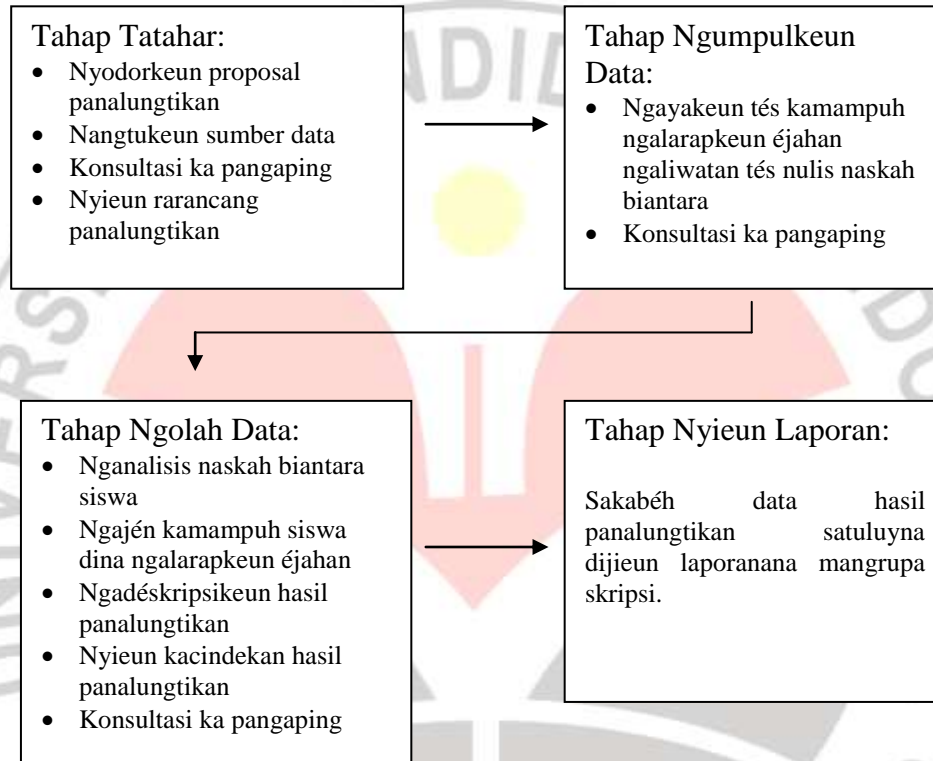 Tahap Tatahar:
• Nyodorkeun proposal
panalungtikan
• Nangtukeun sumber data
• Konsultasi ka pangaping
• Nyieun rarancang
panalungtikan
Tahap Ngumpulkeun
Data:
• Ngayakeun tés kamampuh
ngalarapkeun éjahan
ngaliwatan tés nulis naskah
biantara
• Konsultasi ka pangaping
Tahap Ngolah Data:
• Nganalisis naskah biantara
siswa
• Ngajén kamampuh siswa
dina ngalarapkeun éjahan
• Ngadéskripsikeun hasil
panalungtikan
• Nyieun kacindekan hasil
panalungtikan
• Konsultasi ka pangaping
Tahap Nyieun Laporan:
Sakabéh data hasil
panalungtikan satuluyna
dijieun laporanana mangrupa
skripsi.